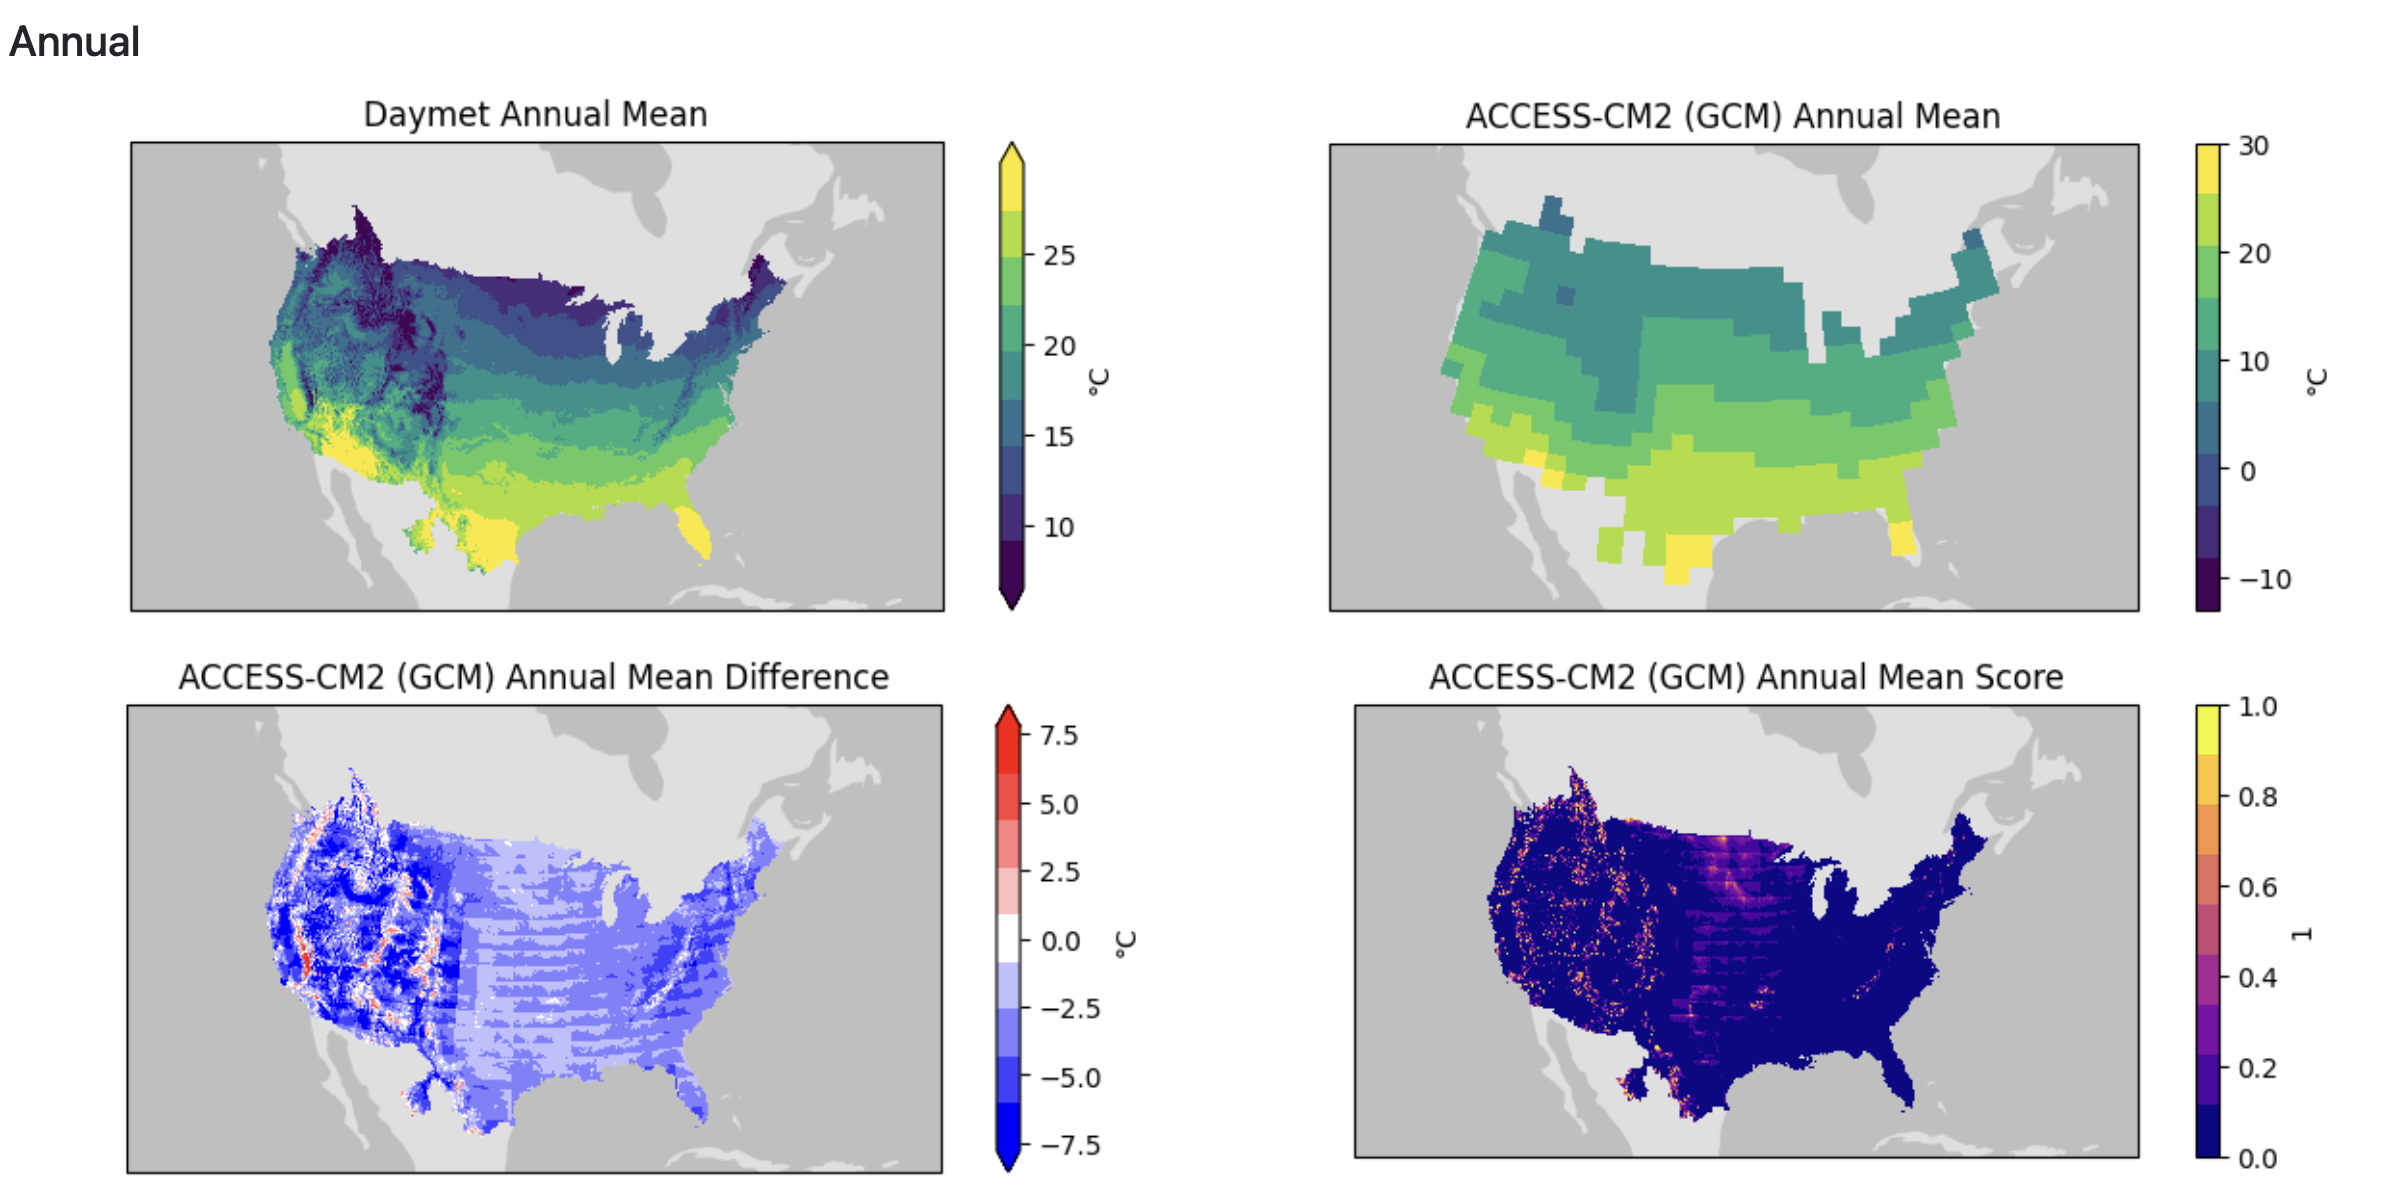 Annual
Daymet Annual Mean
25
20
15
10
°C
ACCESS-CM2 (GCM) Annual Mean
30
20
10
0
−10
°C
ACCESS-CM2 (GCM) Annual Mean Difference
7.5
5.0
2.5
0.0
−2.5
−5.0
−7.5
°C
ACCESS-CM2 (GCM) Annual Mean Score
1.0
0.8
0.6
0.4
0.2
0.0
1